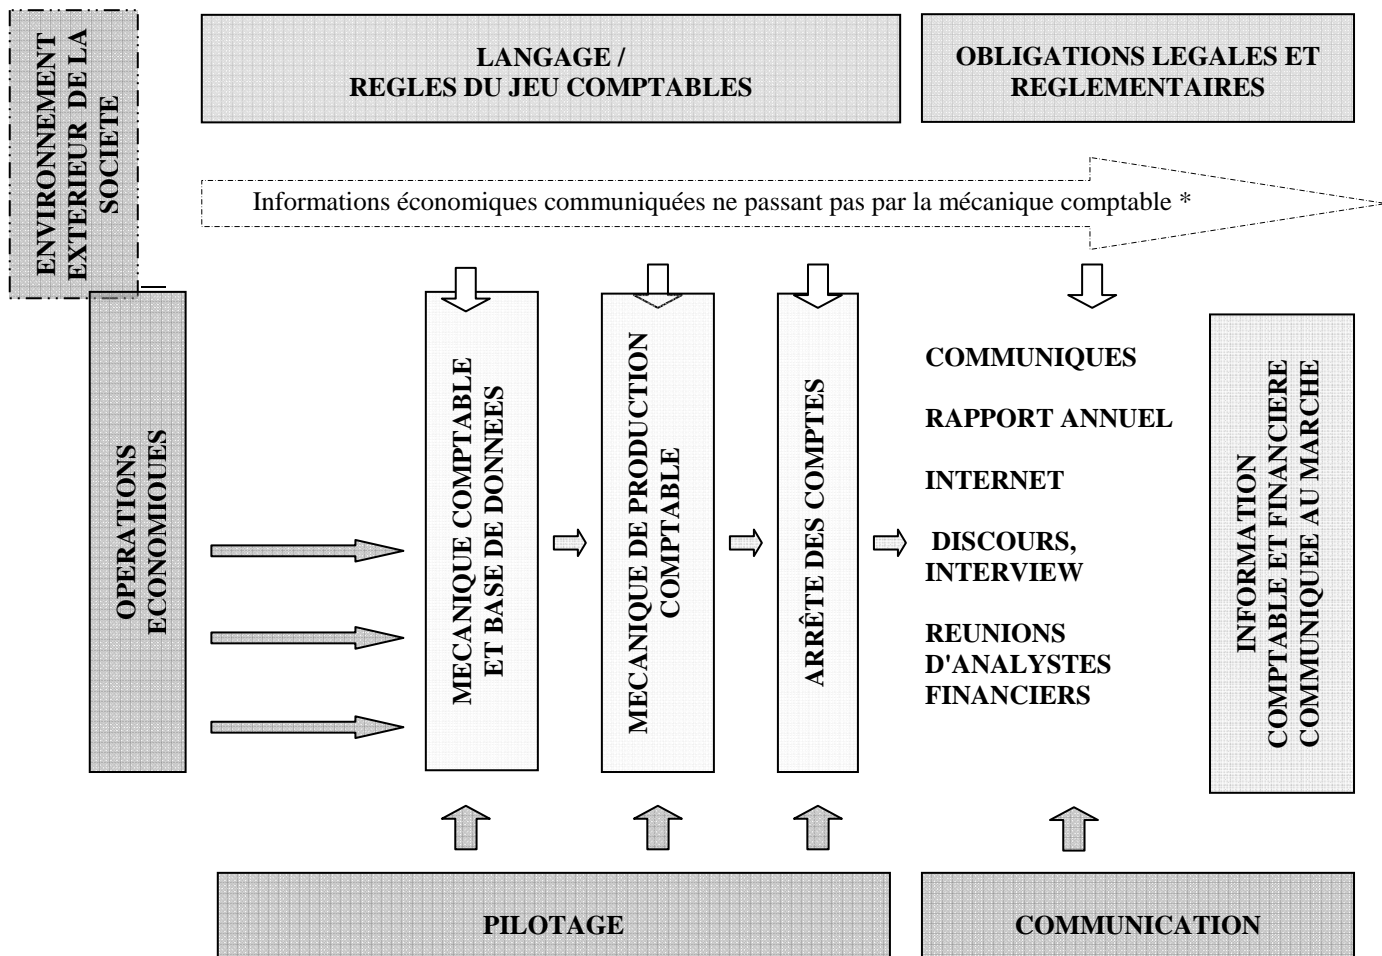 ENVIRONNEMENT
EXTERIEUR DE LA
SOCIETE
LANGAGE /
REGLES DU JEU COMPTABLES
OBLIGATIONS LEGALES ET
REGLEMENTAIRES
Informations économiques communiquées ne passant pas par la mécanique comptable *
OPERATIONS
ECONOMIQUES
MECANIQUE COMPTABLE
ET BASE DE DONNEES
MECANIQUE DE PRODUCTION
COMPTABLE
ARRÊTE DES COMPTES
COMMUNIQUES
RAPPORT ANNUEL
INTERNET
DISCOURS,
INTERVIEW
REUNIONS
D'ANALYSTES
FINANCIERS
INFORMATION
COMPTABLE ET FINANCIERE
COMMUNIQUEE AU MARCHE
PILOTAGE
COMMUNICATION